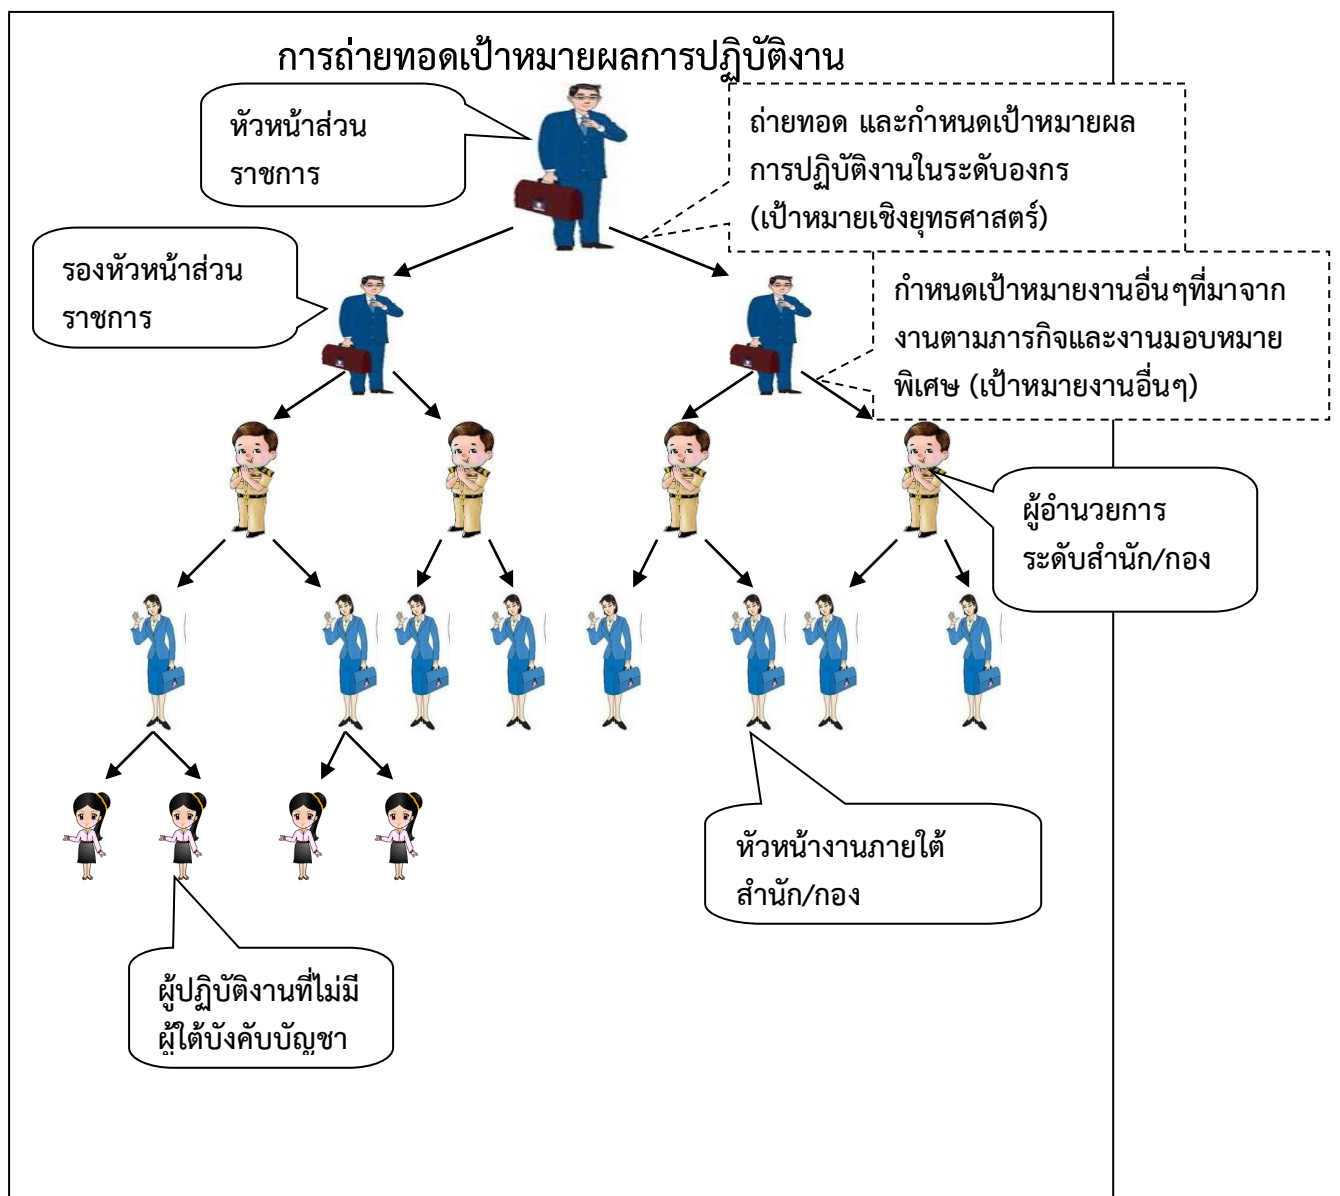 การถ่ายทอดเป้าหมายผลการปฏิบัติงาน
หัวหน้าส่วน
ราชการ
ถ่ายทอด และกำหนดเป้าหมายผล
การปฏิบัติงานในระดับองกร
(เป้าหมายเชิงยุทธศาสตร์)
รองหัวหน้าส่วน
ราชการ
กำหนดเป้าหมายงานอื่นๆที่มาจาก
งานตามภารกิจและงานมอบหมาย
พิเศษ (เป้าหมายงานอื่นๆ)
ผู้อำนวยการ
ระดับสำนัก/กอง
หัวหน้างานภายใต้
สำนัก/กอง
ผู้ปฏิบัติงานที่ไม่มี
ผู้ใต้บังคับบัญชา